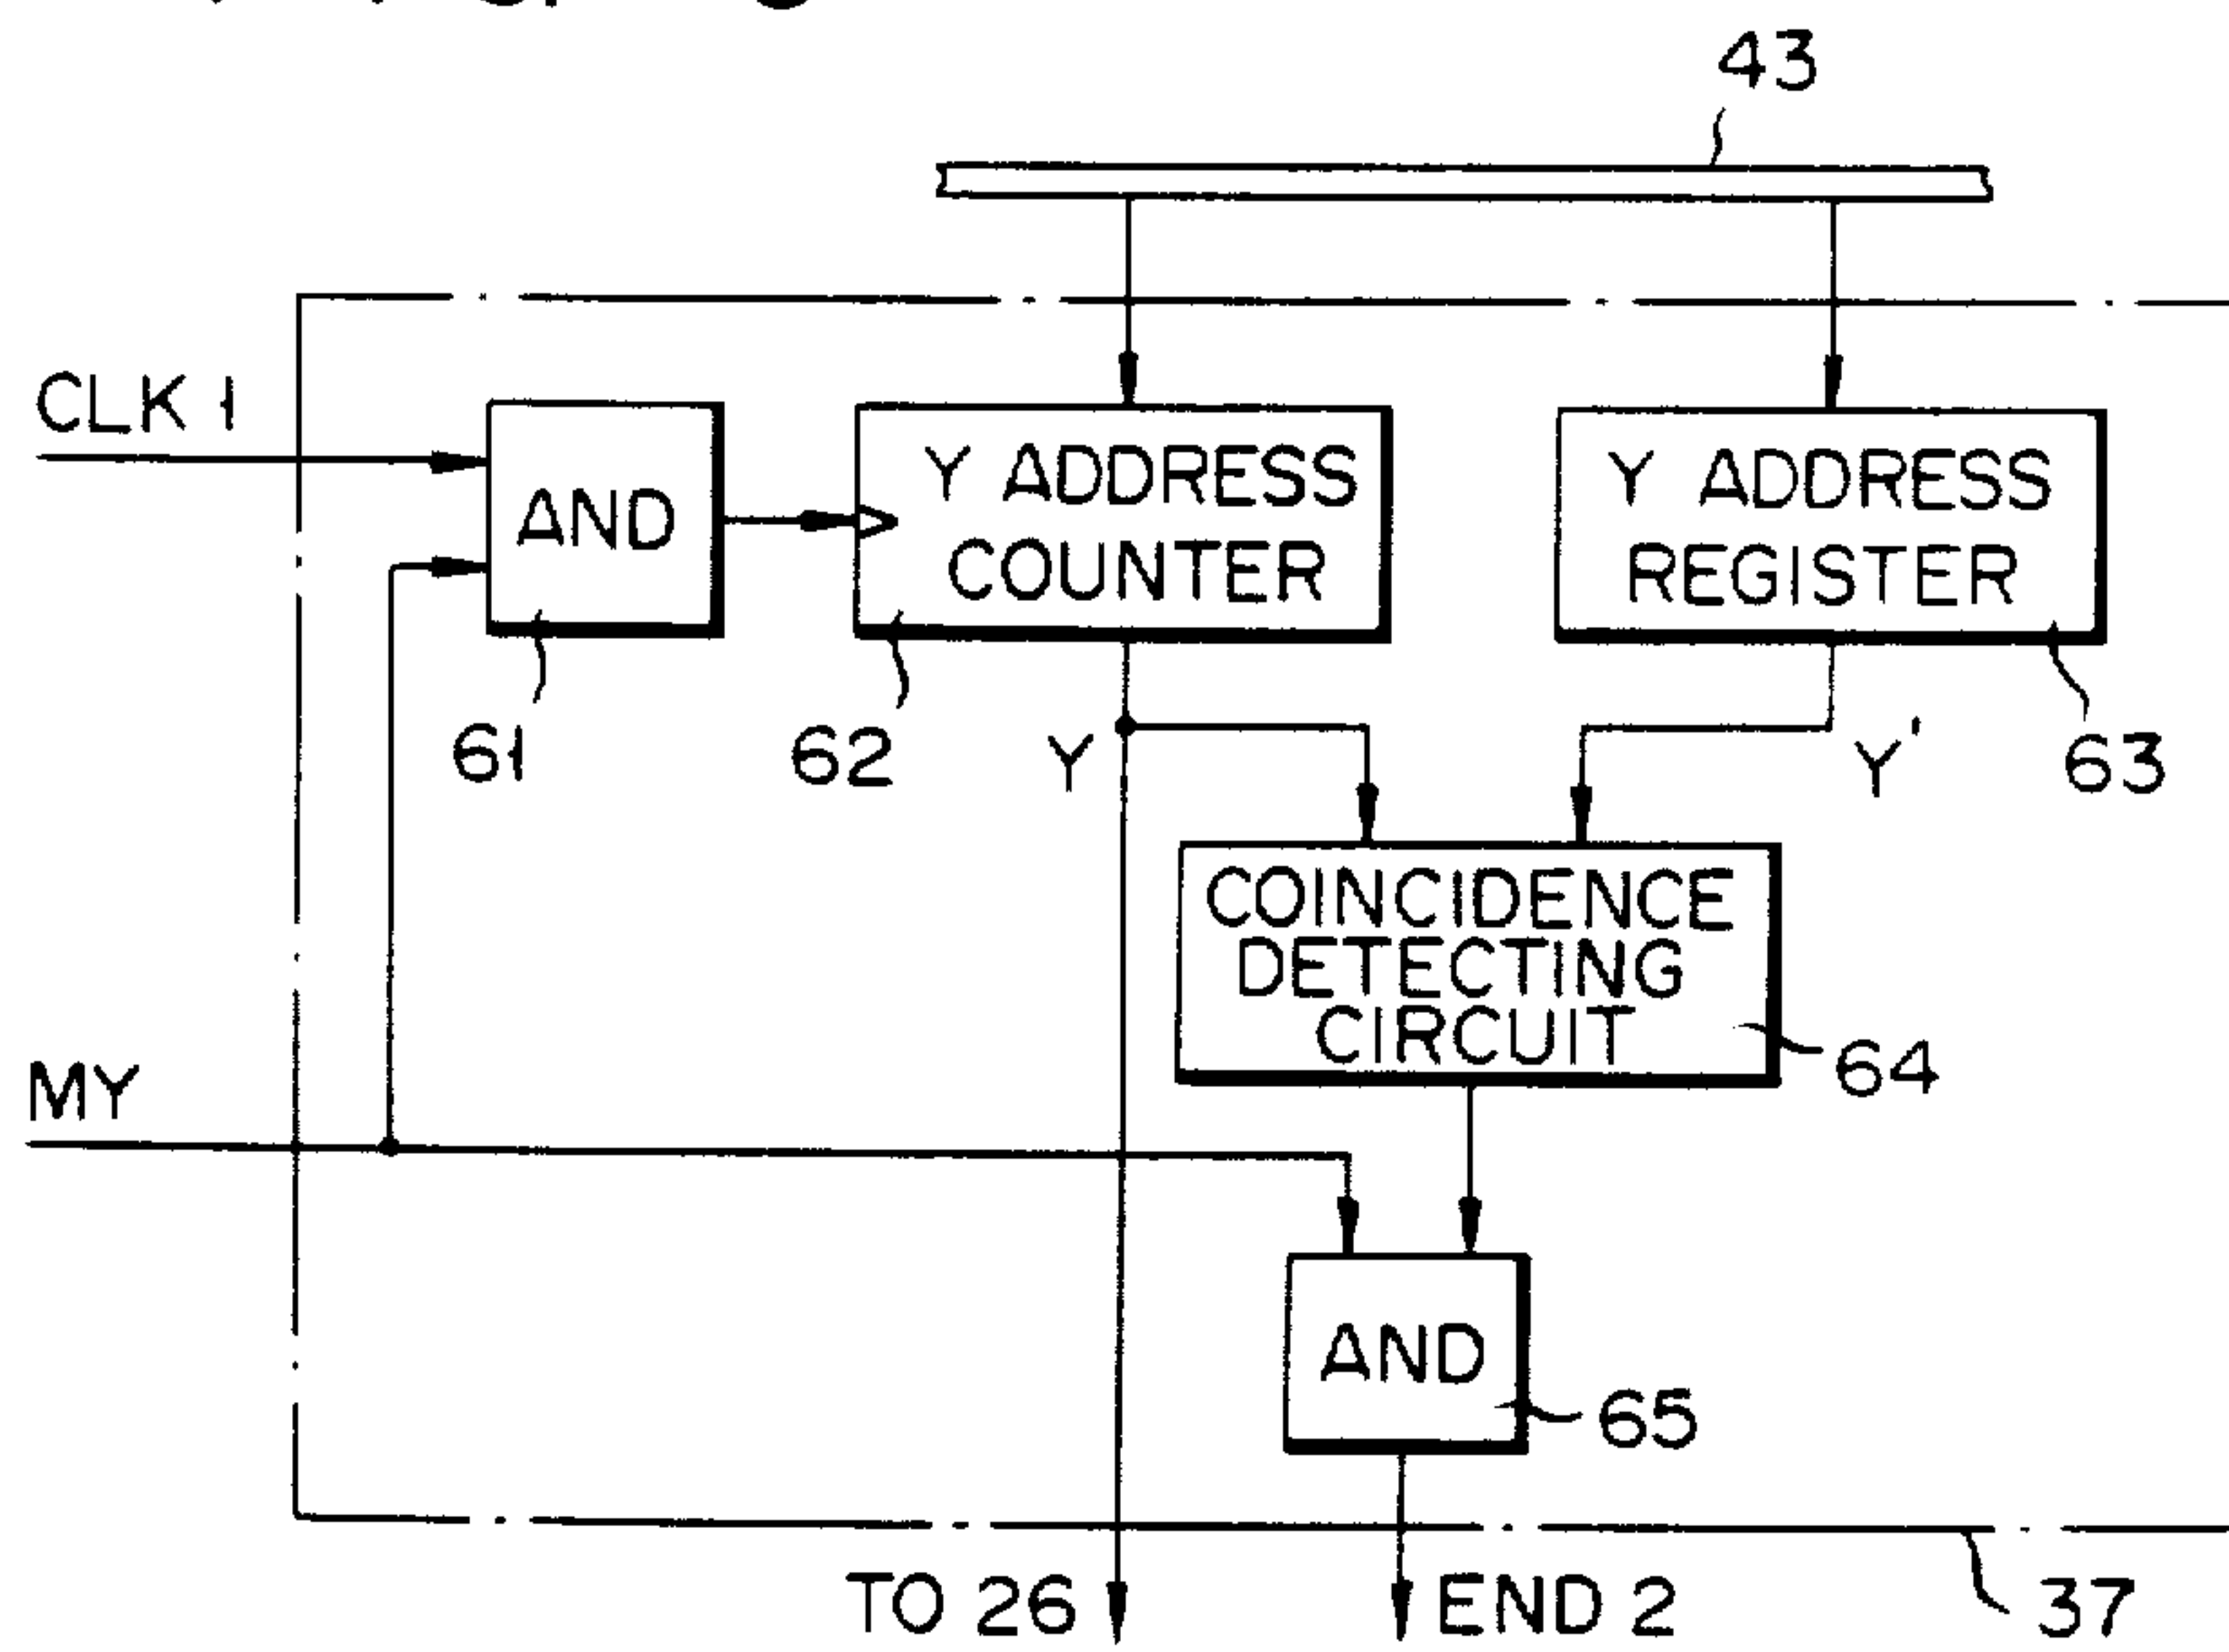 43
CLK 1
AND
Y ADDRESS
COUNTER
Y ADDRESS
REGISTER
61
62
Y
Y'
63
COINCIDENCE
DETECTING
CIRCUIT
64
MY
AND
65
TO 26
END 2
37